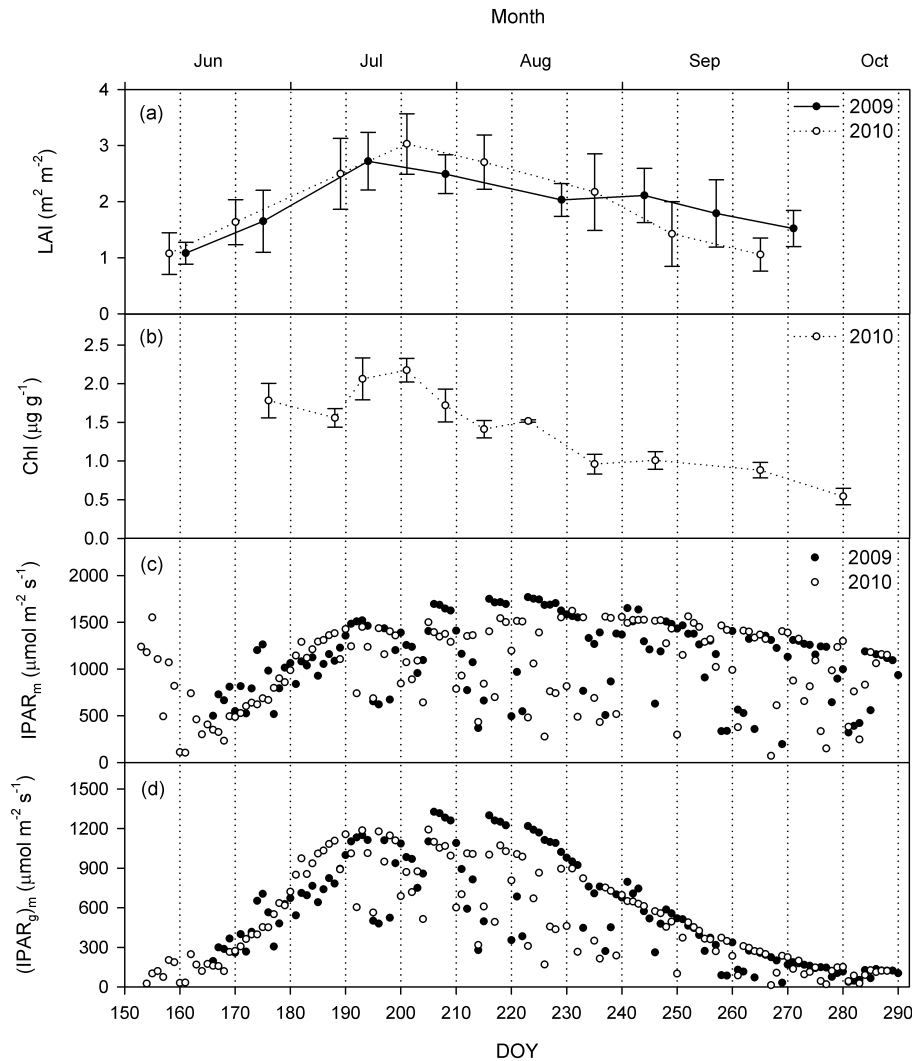 Month
Jun Jul Aug Sep Oct
4
3
2
1
0
LAI (m² m⁻²)
(a)
2009
2010
2.5
2.0
1.5
1.0
0.5
0.0
Chl (µg g⁻¹)
(b)
2010
2000
1500
1000
500
0
IPARₘ (µmol m⁻² s⁻¹)
(c)
2009
2010
1500
1200
900
600
300
0
(IPAR_g)ₘ (µmol m⁻² s⁻¹)
(d)
150 160 170 180 190 200 210 220 230 240 250 260 270 280 290
DOY